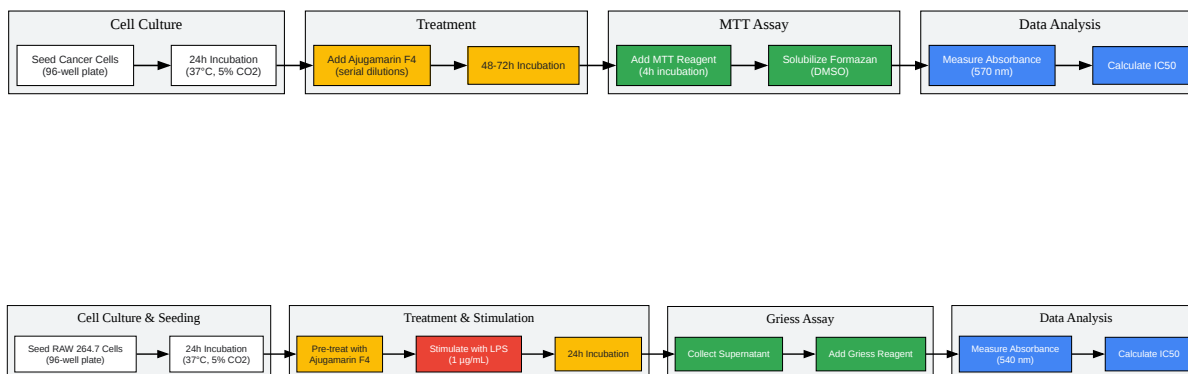 Cell Culture
Treatment
MTT Assay
Data Analysis
Seed Cancer Cells
(96-well plate)
24h Incubation
(37°C, 5% CO2)
Add Ajugamarin F4
(serial dilutions)
48-72h Incubation
Add MTT Reagent
(4h incubation)
Solubilize Formazan
(DMSO)
Measure Absorbance
(570 nm)
Calculate IC50
Cell Culture & Seeding
Treatment & Stimulation
Griess Assay
Data Analysis
Seed RAW 264.7 Cells
(96-well plate)
24h Incubation
(37°C, 5% CO2)
Pre-treat with
Ajugamarin F4
Stimulate with LPS
(1 µg/mL)
24h Incubation
Collect Supernatant
Add Griess Reagent
Measure Absorbance
(540 nm)
Calculate IC50